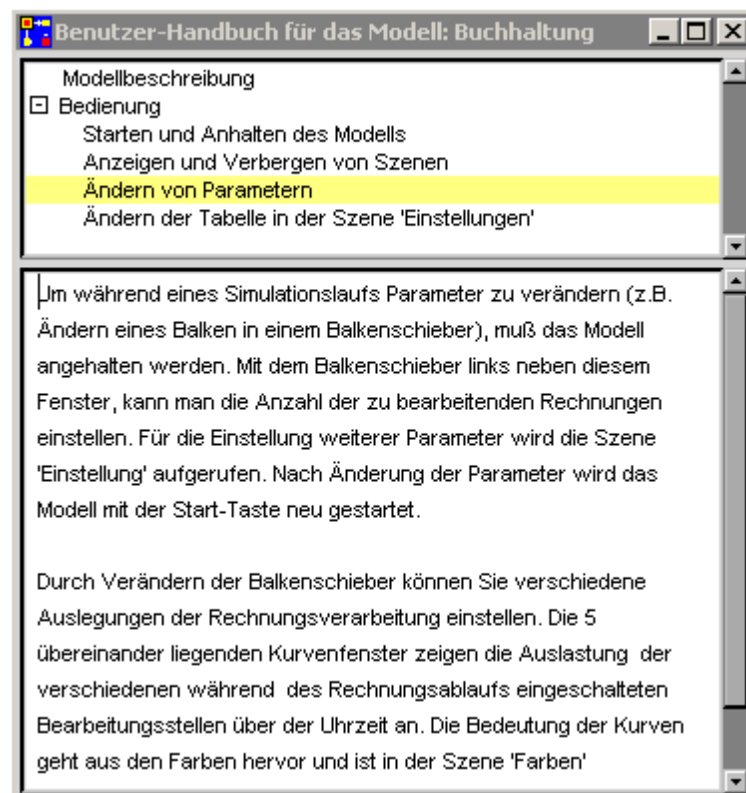 Benutzer-Handbuch für das Modell: Buchhaltung
Modellbeschreibung
Bedienung
Starten und Anhalten des Modells
Anzeigen und Verbergen von Szenen
Ändern von Parametern
Ändern der Tabelle in der Szene 'Einstellungen'
Um während eines Simulationslaufs Parameter zu verändern (z.B.
Ändern eines Balken in einem Balkenschieber), muß das Modell
angehalten werden. Mit dem Balkenschieber links neben diesem
Fenster, kann man die Anzahl der zu bearbeitenden Rechnungen
einstellen. Für die Einstellung weiterer Parameter wird die Szene
'Einstellung' aufgerufen. Nach Änderung der Parameter wird das
Modell mit der Start-Taste neu gestartet.
Durch Verändern der Balkenschieber können Sie verschiedene
Auslegungen der Rechnungsverarbeitung einstellen. Die 5
übereinander liegenden Kurvenfenster zeigen die Auslastung der
verschiedenen während des Rechnungsablaufs eingeschalteten
Bearbeitungsstellen über der Uhrzeit an. Die Bedeutung der Kurven
geht aus den Farben hervor und ist in der Szene 'Farben'